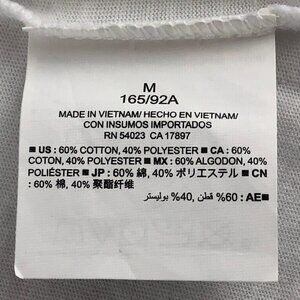 M
165/92A
MADE IN VIETNAM/ HECHO EN VIETNAM/
CON INSUMOS IMPORTADOS
RN 54023 CA 17897
■ US : 60% COTTON, 40% POLYESTER ■ CA : 60%
COTON, 40% POLYESTER ■ MX : 60% ALGODON, 40%
POLIÉSTER ■ JP : 60% 綿, 40% ポリエステル ■ CN
: 60% 棉, 40% 聚酯纤维
■ AE: 60% قطن, 40% بوليستر